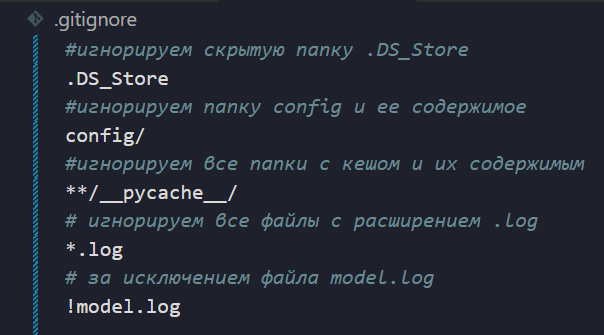 .gitignore
#игнорируем скрытую папку .DS_Store
.DS_Store
#игнорируем папку config и ее содержимое
config/
#игнорируем все папки с кешом и их содержимым
**/__pycache__/
# игнорируем все файлы с расширением .log
*.log
# за исключением файла model.log
!model.log